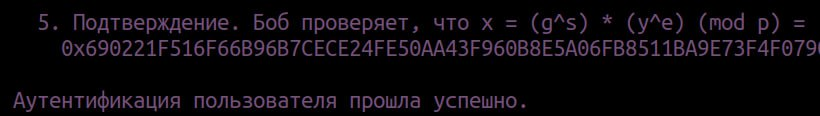 5. Подтверждение. Боб проверяет, что x = (g^s) * (y^e) (mod p) =
0x690221F516F66B96B7CECE24FE50AA43F960B8E5A06FB8511BA9E73F4F079
Аутентификация пользователя прошла успешно.